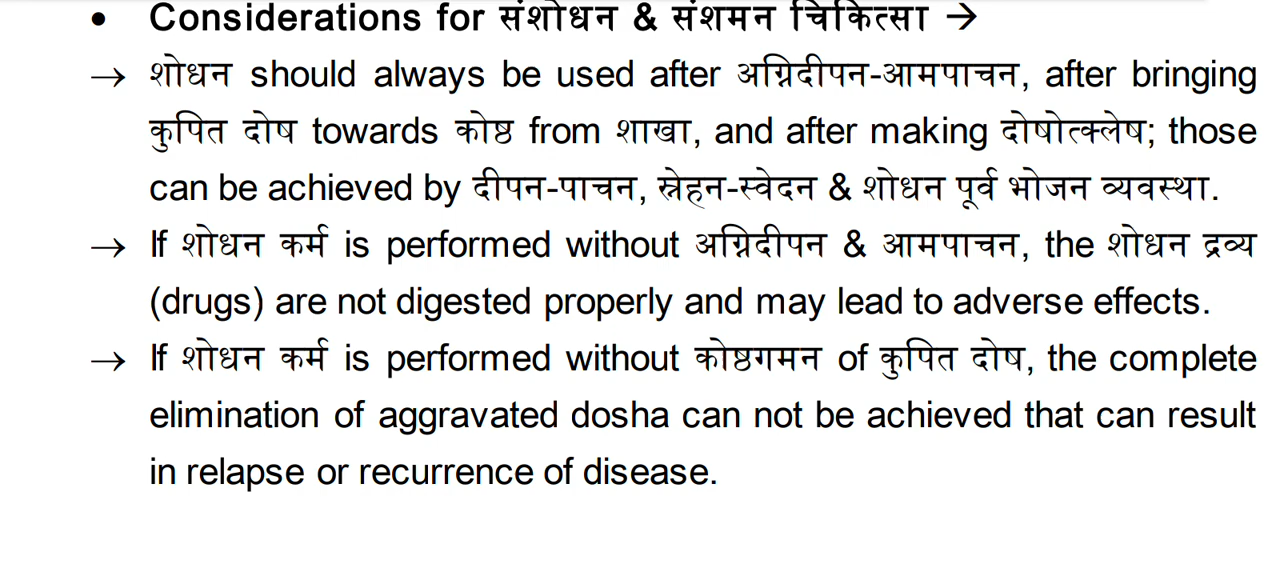 • Considerations for संशोधन & संशमन चिकित्सा →
→ शोधन should always be used after अग्निदीपन-आमपाचन, after bringing
कुपित दोष towards कोष्ठ from शाखा, and after making दोषोत्क्लेष; those
can be achieved by दीपन-पाचन, स्नेहन-स्वेदन & शोधन पूर्व भोजन व्यवस्था.
→ If शोधन कर्म is performed without अग्निदीपन & आमपाचन, the शोधन द्रव्य
(drugs) are not digested properly and may lead to adverse effects.
→ If शोधन कर्म is performed without कोष्ठगमन of कुपित दोष, the complete
elimination of aggravated dosha can not be achieved that can result
in relapse or recurrence of disease.